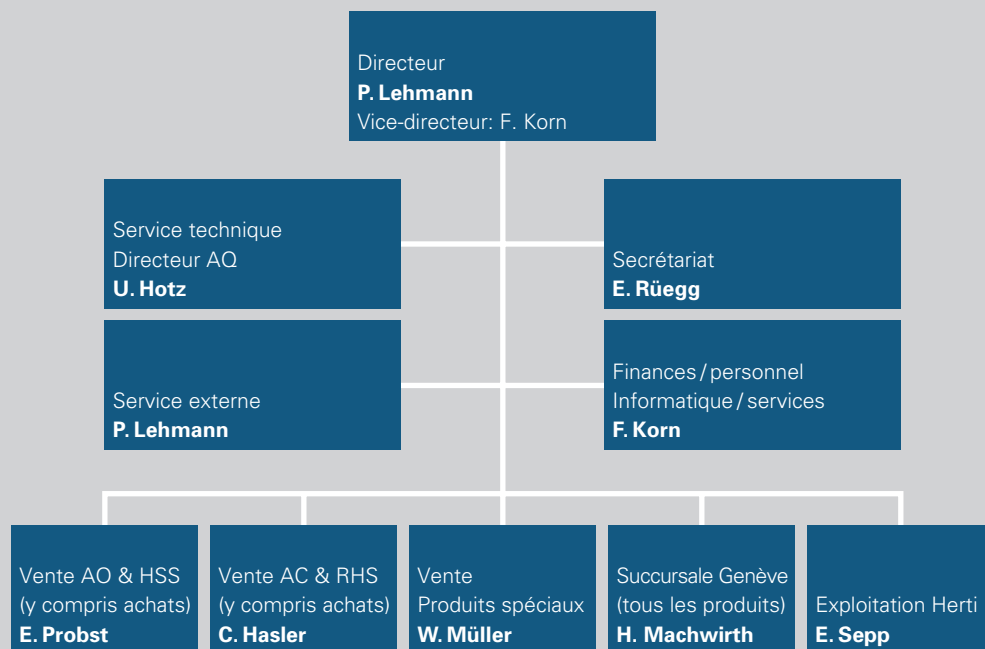 Directeur
P. Lehmann
Vice-directeur: F. Korn
Service technique
Directeur AQ
U. Hotz
Secrétariat
E. Rüegg
Service externe
P. Lehmann
Finances / personnel
Informatique / services
F. Korn
Vente AO & HSS
(y compris achats)
E. Probst
Vente AC & RHS
(y compris achats)
C. Hasler
Vente
Produits spéciaux
W. Müller
Succursale Genève
(tous les produits)
H. Machwirth
Exploitation Herti
E. Sepp